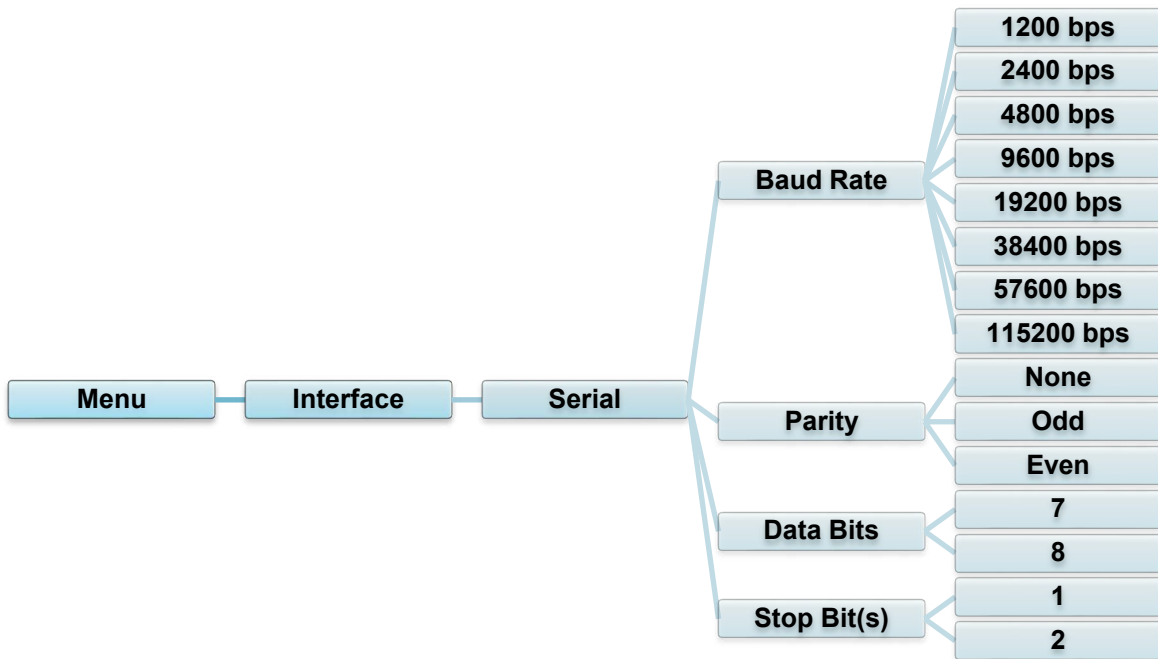 Menu
Interface
Serial
Baud Rate
1200 bps
2400 bps
4800 bps
9600 bps
19200 bps
38400 bps
57600 bps
115200 bps
Parity
None
Odd
Even
Data Bits
7
8
Stop Bit(s)
1
2